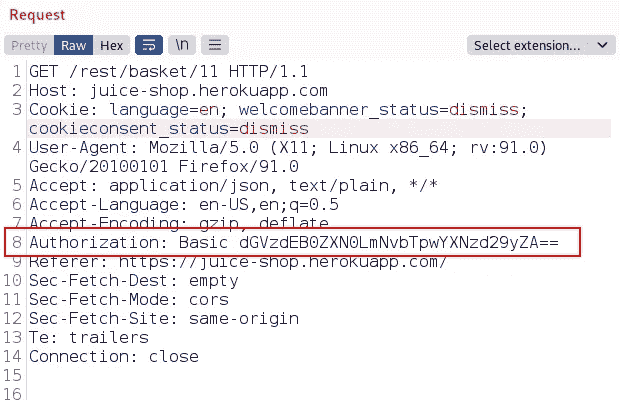 Request
Pretty Raw Hex \n Select extension...
1 GET /rest/basket/11 HTTP/1.1
2 Host: juice-shop.herokuapp.com
3 Cookie: language=en; welcomebanner_status=dismiss;
cookieconsent_status=dismiss
4 User-Agent: Mozilla/5.0 (X11; Linux x86_64; rv:91.0)
Gecko/20100101 Firefox/91.0
5 Accept: application/json, text/plain, */*
6 Accept-Language: en-US,en;q=0.5
7 Accept-Encoding: gzip, deflate
8 Authorization: Basic dGVzdEB0ZXN0LmNvbTpwYXNzd29yZA==
9 Referer: https://juice-shop.herokuapp.com/
10 Sec-Fetch-Dest: empty
11 Sec-Fetch-Mode: cors
12 Sec-Fetch-Site: same-origin
13 Te: trailers
14 Connection: close
15
16